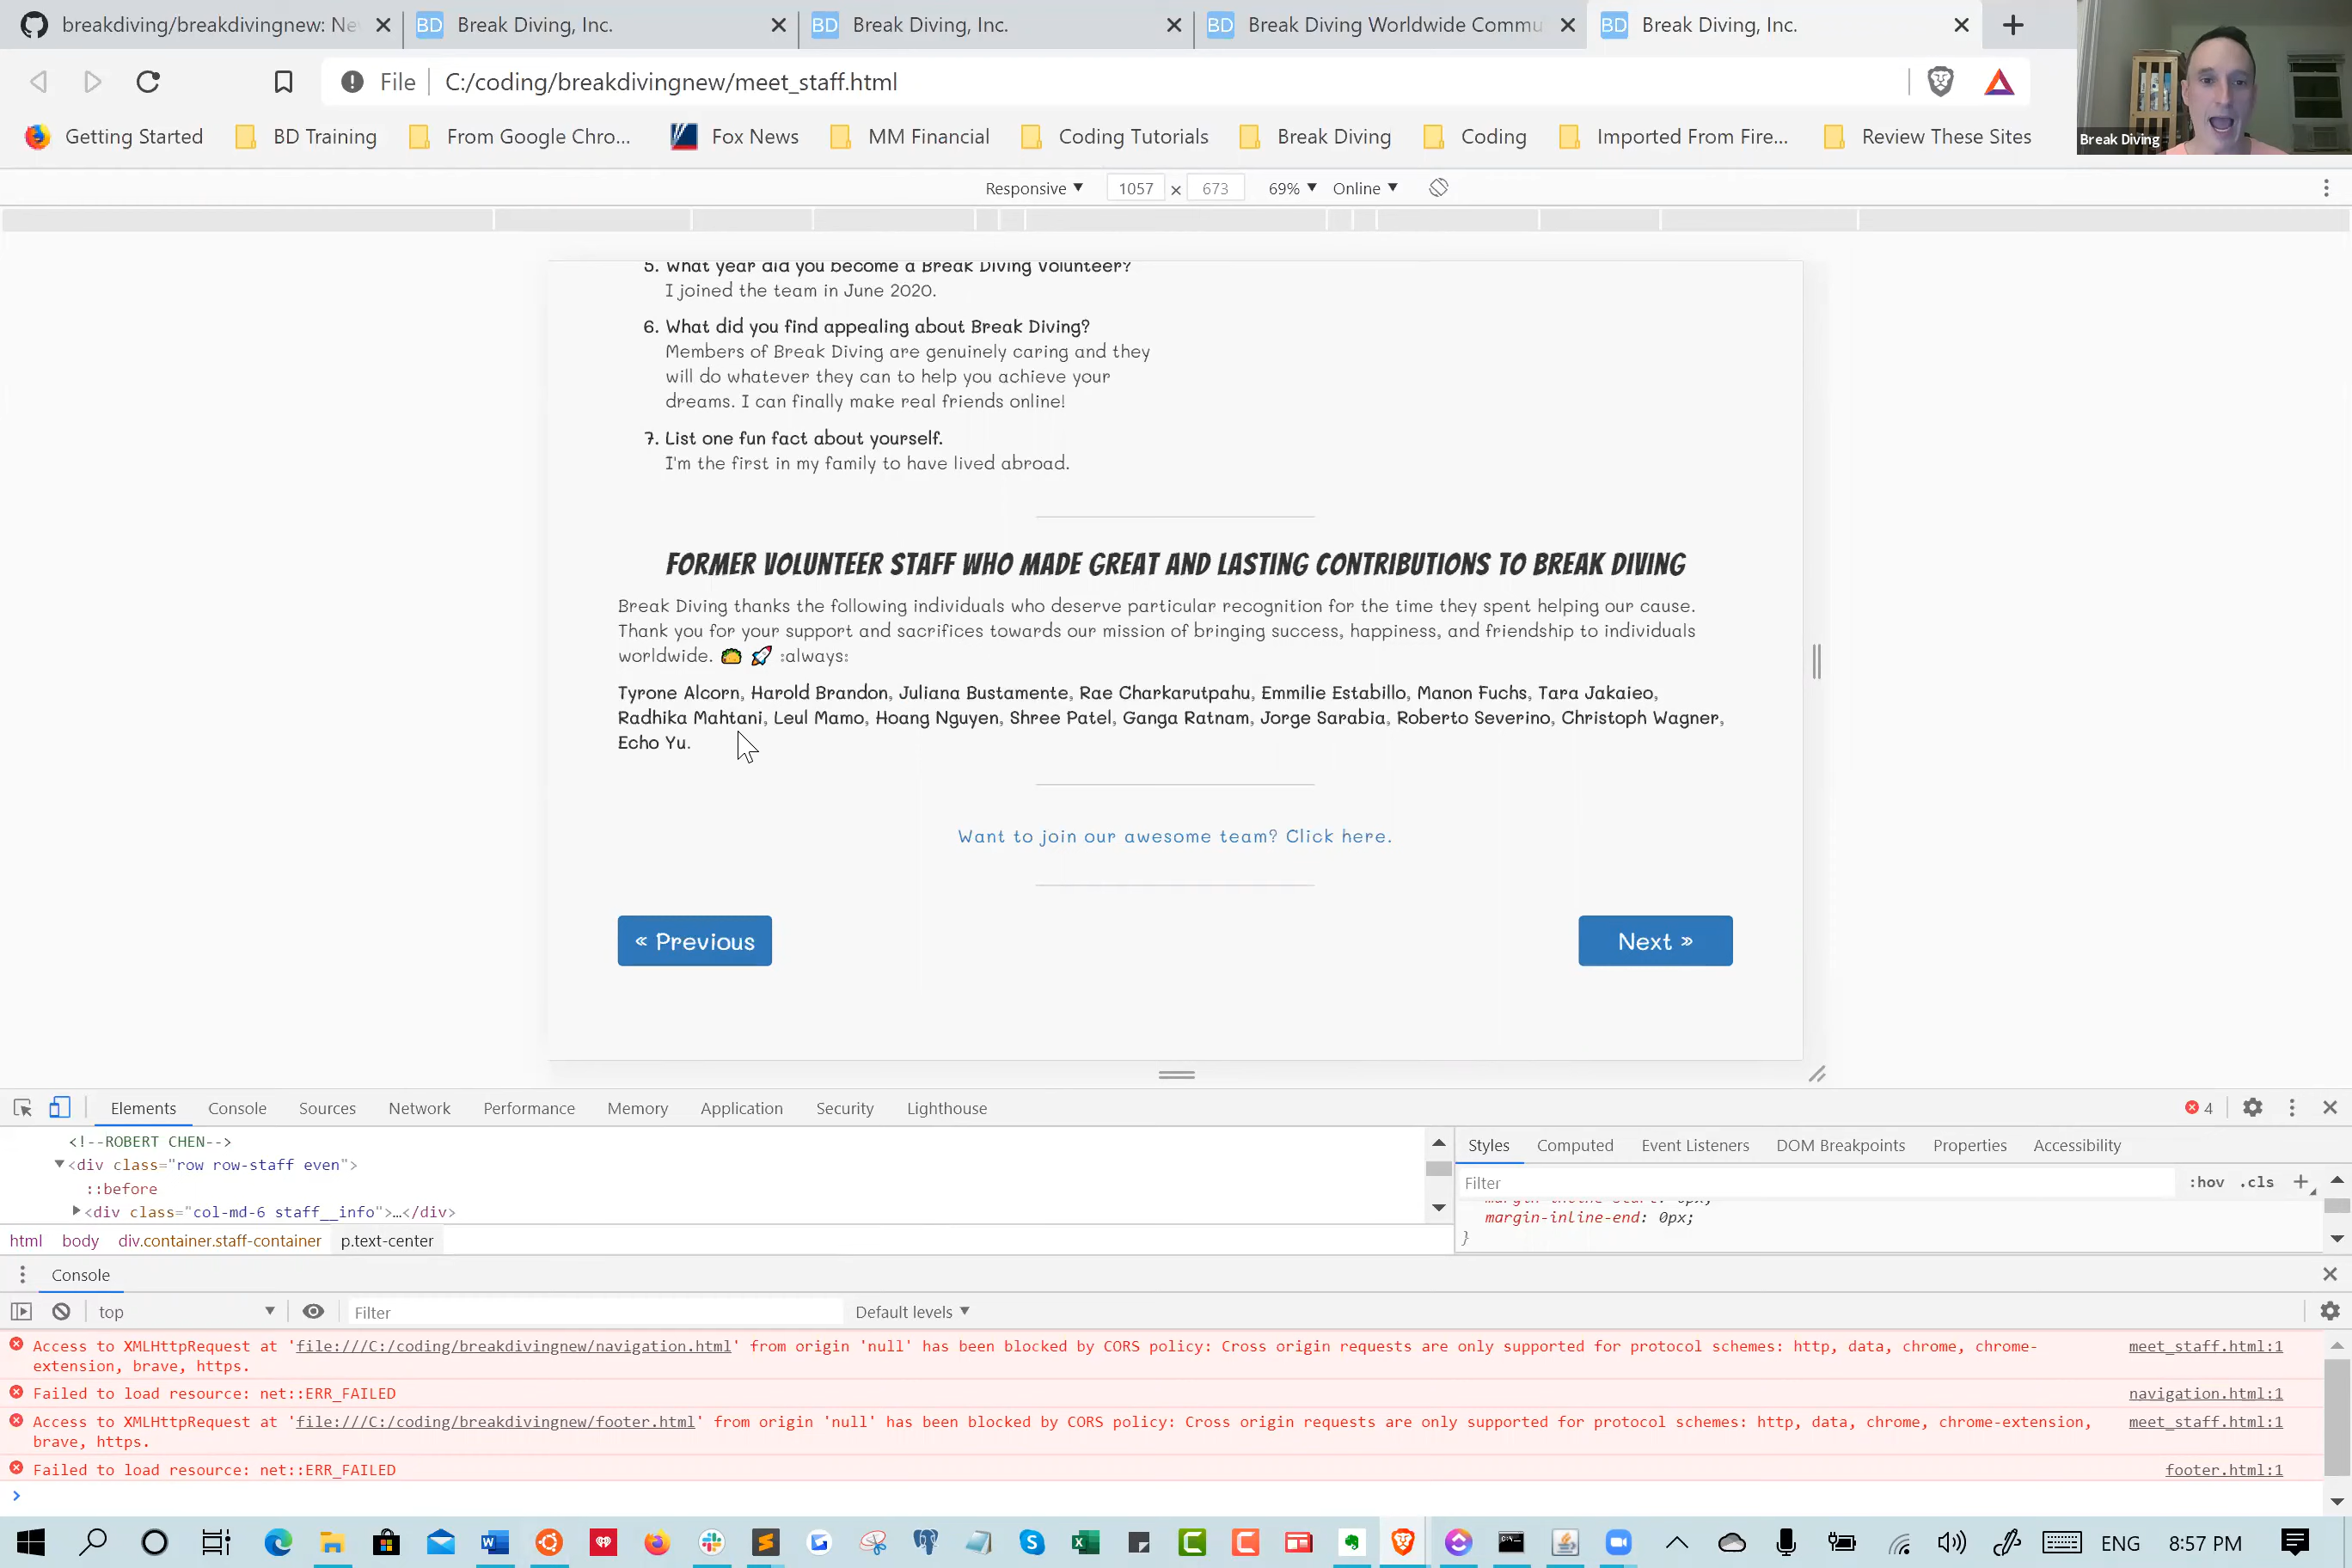 breakdiving/breakdivingnew: Ne
BD Break Diving, Inc.
BD Break Diving, Inc.
BD Break Diving Worldwide Commu
BD Break Diving, Inc.
File C:/coding/breakdivingnew/meet_staff.html
Getting Started BD Training From Google Chro... Fox News MM Financial Coding Tutorials Break Diving Coding Imported From Fire... Review These Sites
Break Diving
Responsive 1057 × 673 69% Online
5. What year did you become a Break Diving Volunteer?
I joined the team in June 2020.
6. What did you find appealing about Break Diving?
Members of Break Diving are genuinely caring and they
will do whatever they can to help you achieve your
dreams. I can finally make real friends online!
7. List one fun fact about yourself.
I'm the first in my family to have lived abroad.
FORMER VOLUNTEER STAFF WHO MADE GREAT AND LASTING CONTRIBUTIONS TO BREAK DIVING
Break Diving thanks the following individuals who deserve particular recognition for the time they spent helping our cause.
Thank you for your support and sacrifices towards our mission of bringing success, happiness, and friendship to individuals
worldwide. 🌮 🚀 :always:
Tyrone Alcorn, Harold Brandon, Juliana Bustamente, Rae Charkarutpahu, Emmilie Estabillo, Manon Fuchs, Tara Jakaieo,
Radhika Mahtani, Leul Mamo, Hoang Nguyen, Shree Patel, Ganga Ratnam, Jorge Sarabia, Roberto Severino, Christoph Wagner,
Echo Yu.
Want to join our awesome team? Click here.
« Previous
Next »
Elements Console Sources Network Performance Memory Application Security Lighthouse 4
<!--ROBERT CHEN-->
<div class="row row-staff even">
::before
<div class="col-md-6 staff__info">…</div>
html body div.container.staff-container p.text-center
Styles Computed Event Listeners DOM Breakpoints Properties Accessibility
Filter :hov .cls +
margin-inline-start: 0px;
margin-inline-end: 0px;
}
Console
top Filter Default levels
Access to XMLHttpRequest at 'file:///C:/coding/breakdivingnew/navigation.html' from origin 'null' has been blocked by CORS policy: Cross origin requests are only supported for protocol schemes: http, data, chrome, chrome- meet_staff.html:1
extension, brave, https.
Failed to load resource: net::ERR_FAILED navigation.html:1
Access to XMLHttpRequest at 'file:///C:/coding/breakdivingnew/footer.html' from origin 'null' has been blocked by CORS policy: Cross origin requests are only supported for protocol schemes: http, data, chrome, chrome-extension, meet_staff.html:1
brave, https.
Failed to load resource: net::ERR_FAILED footer.html:1
ENG 8:57 PM